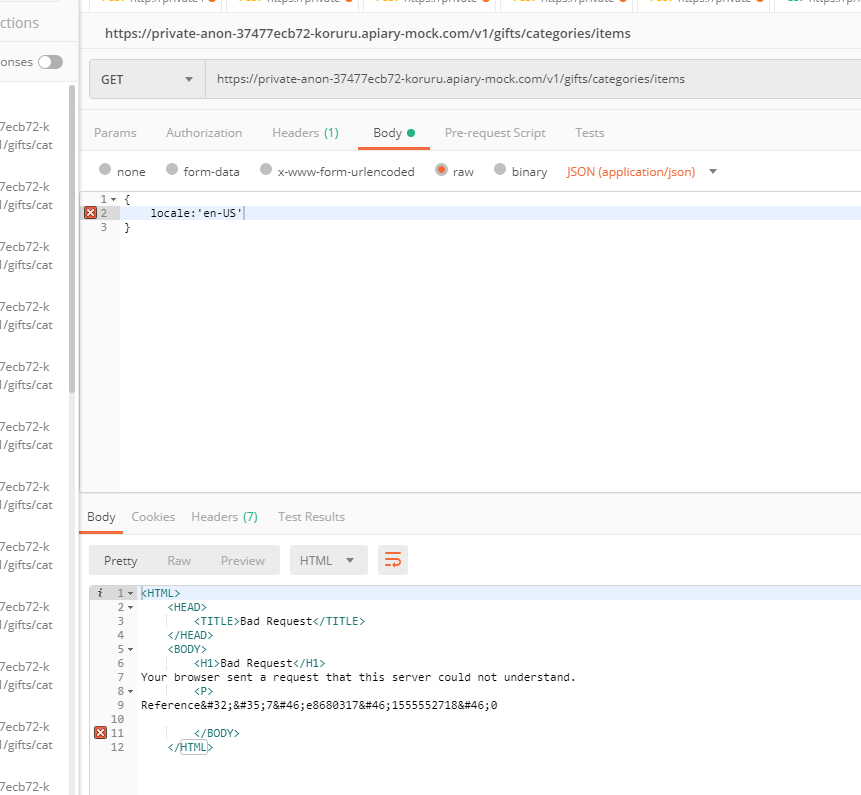 ctions
onses
7ecb72-k
l/gifts/cat
7ecb72-k
l/gifts/cat
7ecb72-k
l/gifts/cat
7ecb72-k
l/gifts/cat
7ecb72-k
l/gifts/cat
7ecb72-k
l/gifts/cat
7ecb72-k
l/gifts/cat
7ecb72-k
l/gifts/cat
7ecb72-k
l/gifts/cat
7ecb72-k
l/gifts/cat
7ecb72-k
l/gifts/cat
7ecb72-k
https://private-anon-37477ecb72-koruru.apiary-mock.com/v1/gifts/categories/items
GET https://private-anon-37477ecb72-koruru.apiary-mock.com/v1/gifts/categories/items
Params Authorization Headers (1) Body Pre-request Script Tests
none form-data x-www-form-urlencoded raw binary JSON (application/json)
1 {
2 locale:'en-US'
3 }
Body Cookies Headers (7) Test Results
Pretty Raw Preview HTML
i 1 <HTML>
2 <HEAD>
3 <TITLE>Bad Request</TITLE>
4 </HEAD>
5 <BODY>
6 <H1>Bad Request</H1>
7 Your browser sent a request that this server could not understand.
8 <P>
9 Reference&#32;&#35;7&#46;e8680317&#46;1555552718&#46;0
10
11 </BODY>
12 </HTML>